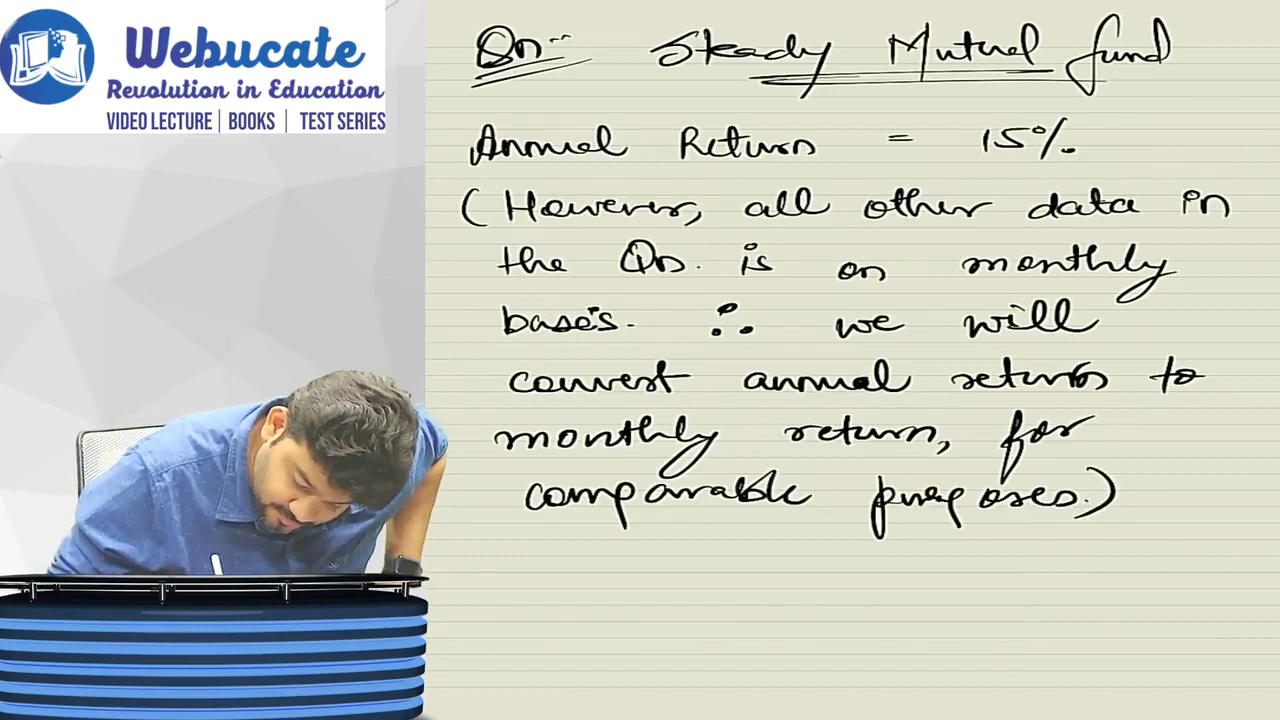 Webucate
Revolution in Education
VIDEO LECTURE | BOOKS | TEST SERIES
Qn:- Steady Mutual fund
Annual Return = 15%.
(However, all other data in
the Qn. is on monthly
bases. ∴ we will
convert annual return to
monthly return, for
comparable purposes.)